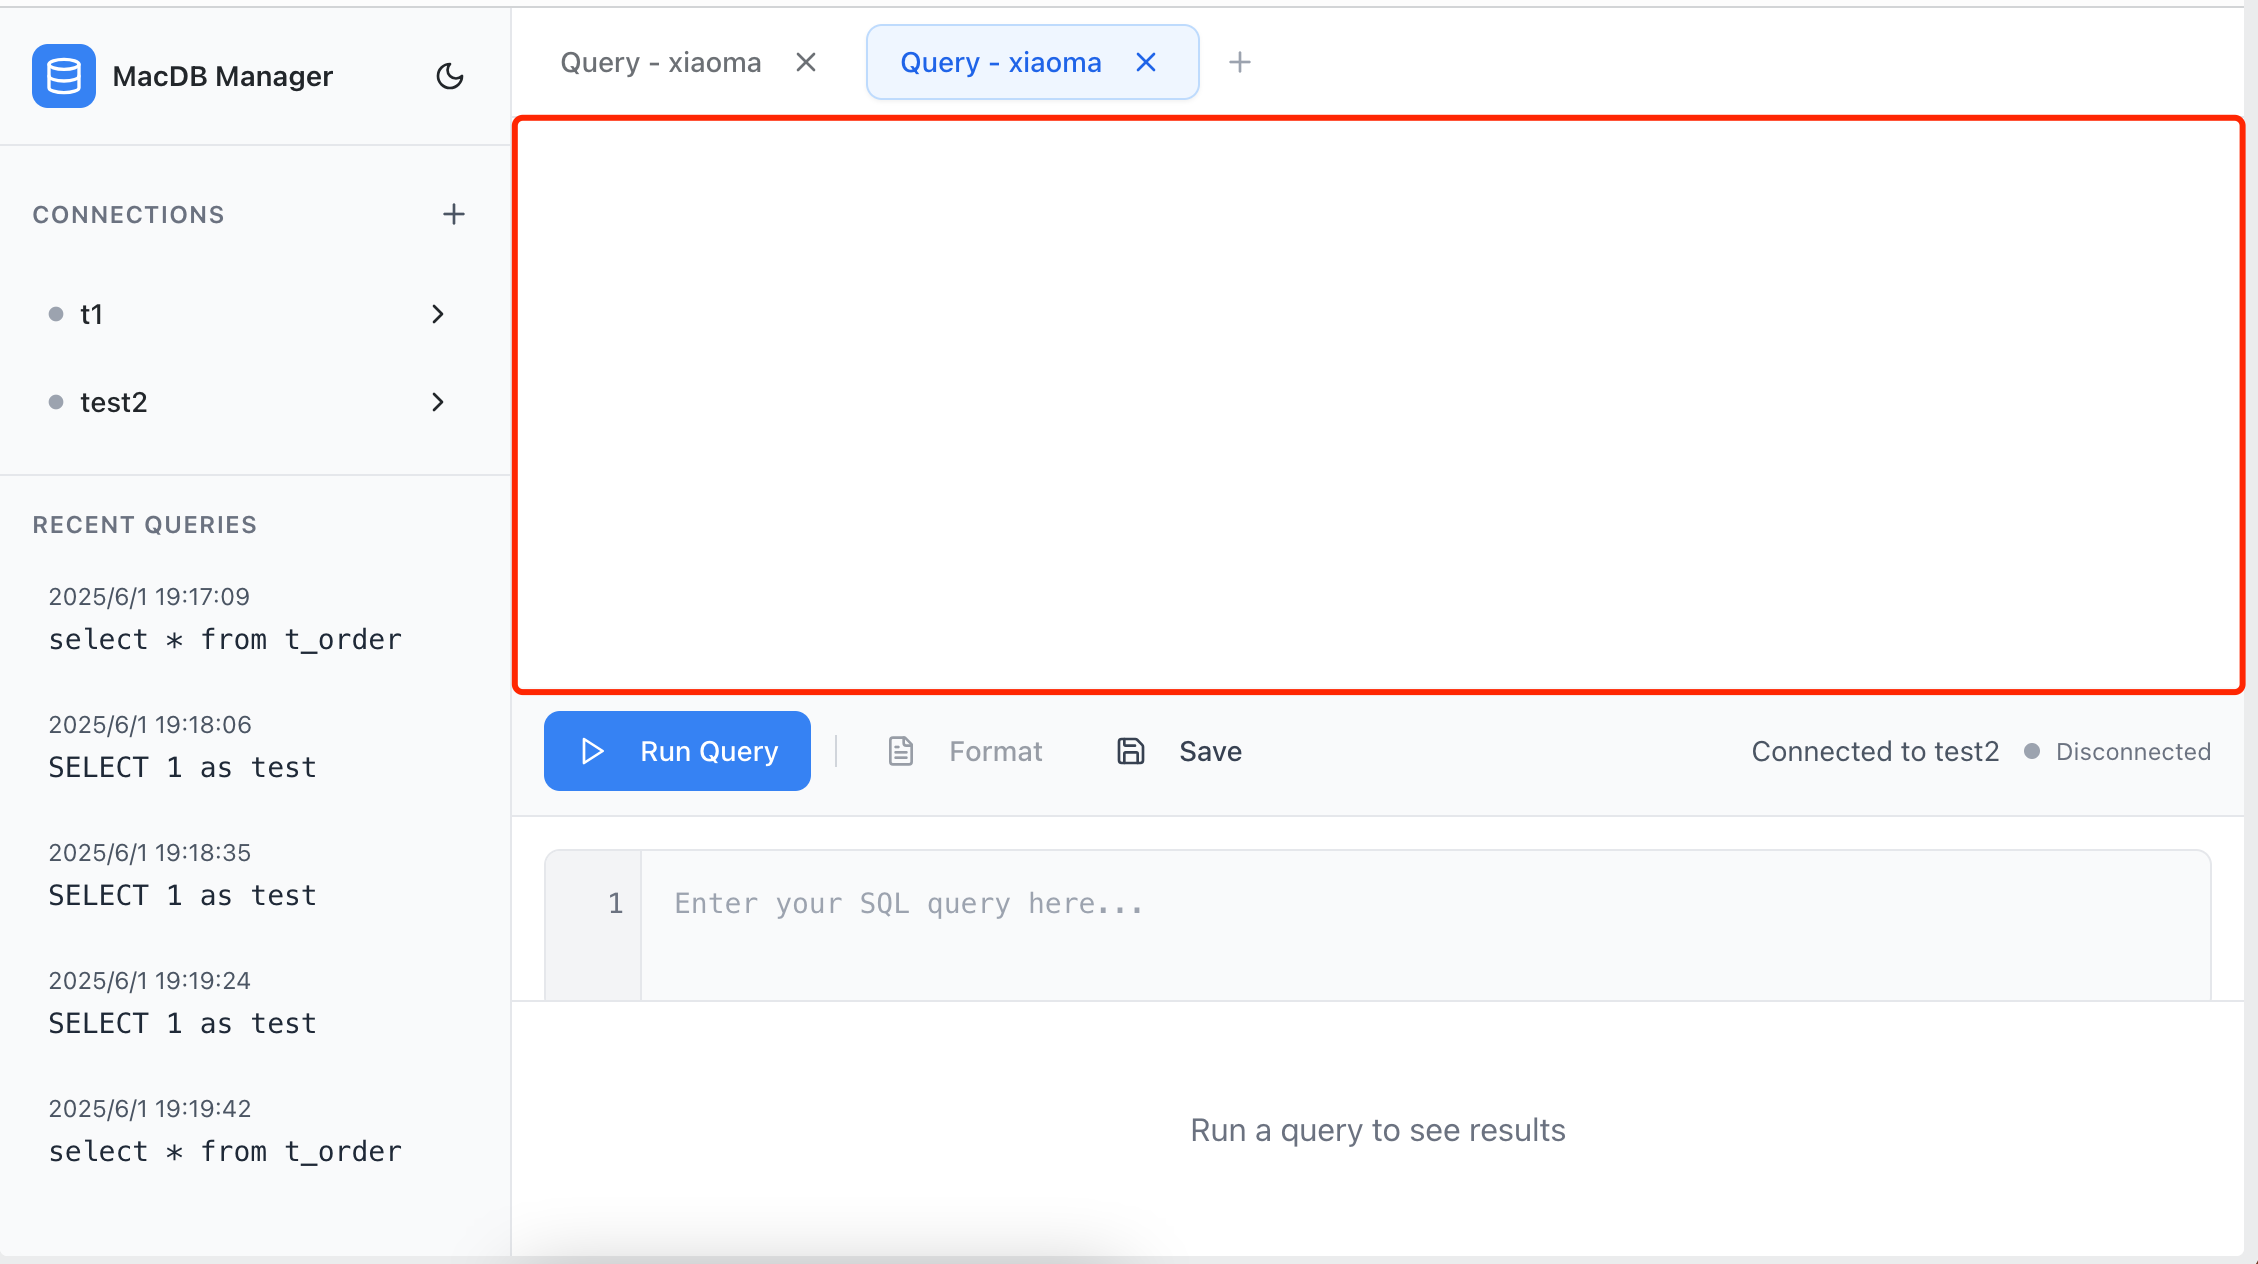 MacDB Manager
CONNECTIONS
t1
test2
RECENT QUERIES
2025/6/1 19:17:09
select * from t_order
2025/6/1 19:18:06
SELECT 1 as test
2025/6/1 19:18:35
SELECT 1 as test
2025/6/1 19:19:24
SELECT 1 as test
2025/6/1 19:19:42
select * from t_order
Query - xiaoma
Query - xiaoma
Run Query
Format
Save
Connected to test2
Disconnected
1
Enter your SQL query here...
Run a query to see results